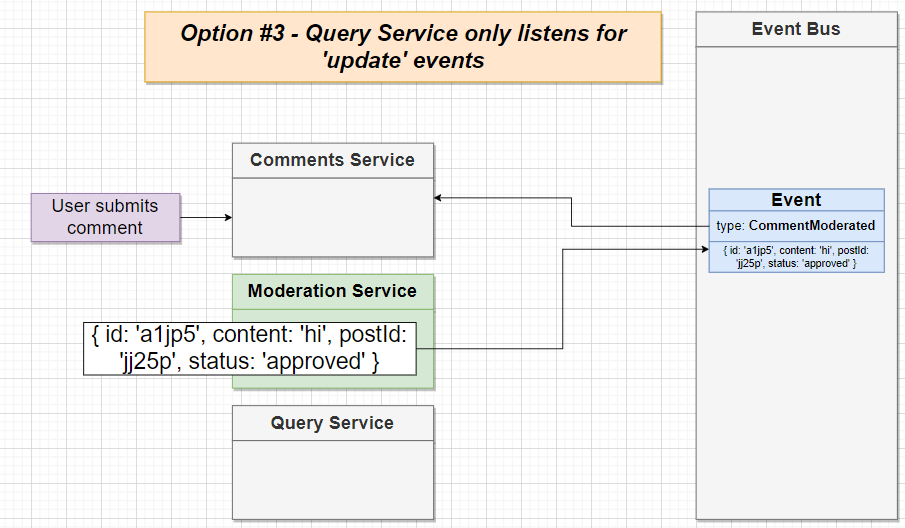 Option #3 - Query Service only listens for
'update' events
Event Bus
Comments Service
User submits
comment
Event
type: CommentModerated
{ id: 'a1jp5', content: 'hi', postId:
'jj25p', status: 'approved' }
Moderation Service
{ id: 'a1jp5', content: 'hi', postId:
'jj25p', status: 'approved' }
Query Service